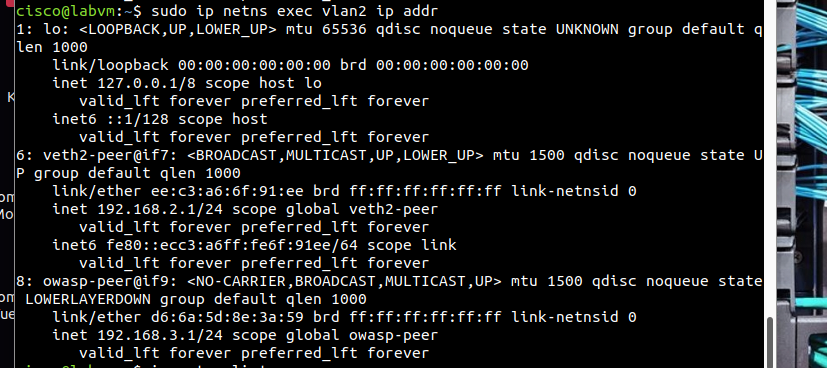 cisco@labvm:~$ sudo ip netns exec vlan2 ip addr
1: lo: <LOOPBACK,UP,LOWER_UP> mtu 65536 qdisc noqueue state UNKNOWN group default q
len 1000
    link/loopback 00:00:00:00:00:00 brd 00:00:00:00:00:00
    inet 127.0.0.1/8 scope host lo
       valid_lft forever preferred_lft forever
    inet6 ::1/128 scope host
       valid_lft forever preferred_lft forever
6: veth2-peer@if7: <BROADCAST,MULTICAST,UP,LOWER_UP> mtu 1500 qdisc noqueue state U
P group default qlen 1000
    link/ether ee:c3:a6:6f:91:ee brd ff:ff:ff:ff:ff:ff link-netnsid 0
    inet 192.168.2.1/24 scope global veth2-peer
       valid_lft forever preferred_lft forever
    inet6 fe80::ecc3:a6ff:fe6f:91ee/64 scope link
       valid_lft forever preferred_lft forever
8: owasp-peer@if9: <NO-CARRIER,BROADCAST,MULTICAST,UP> mtu 1500 qdisc noqueue state
 LOWERLAYERDOWN group default qlen 1000
    link/ether d6:6a:5d:8e:3a:59 brd ff:ff:ff:ff:ff:ff link-netnsid 0
    inet 192.168.3.1/24 scope global owasp-peer
       valid_lft forever preferred_lft forever